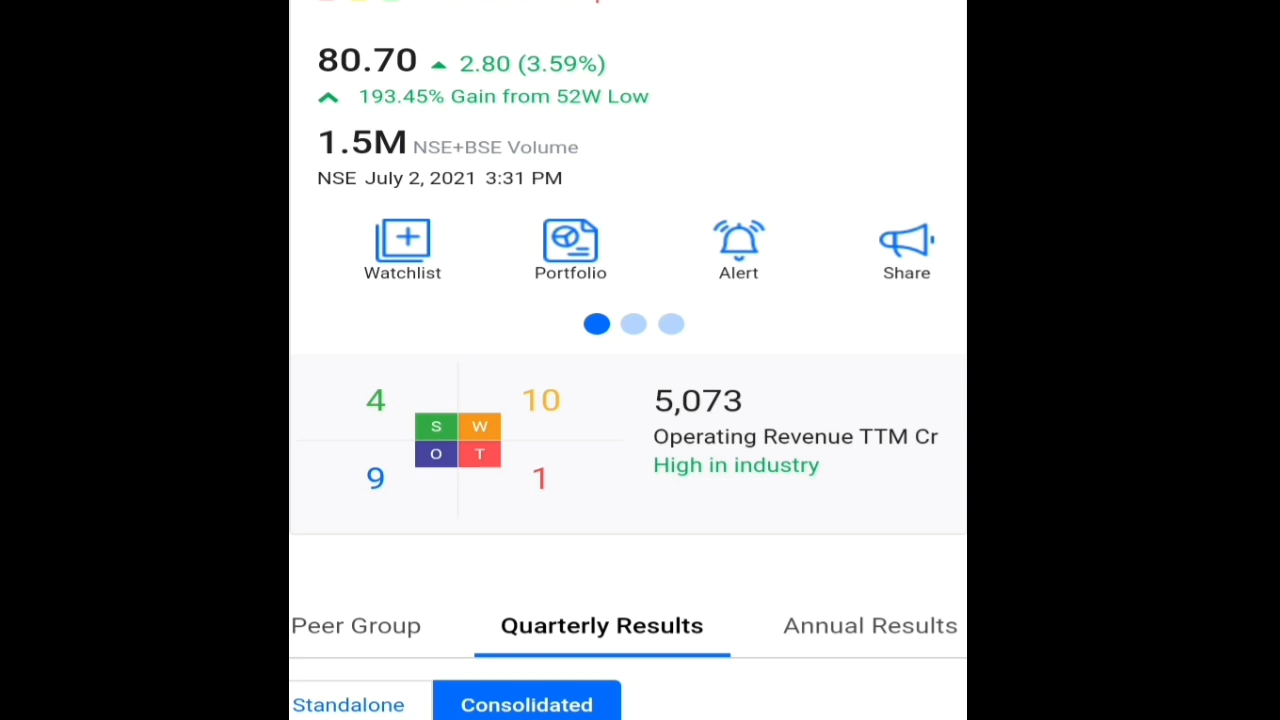 80.70 2.80 (3.59%)
193.45% Gain from 52W Low
1.5M NSE+BSE Volume
NSE July 2, 2021 3:31 PM
Watchlist Portfolio Alert Share
4 10
S W
O T
9 1
5,073
Operating Revenue TTM Cr
High in industry
Peer Group Quarterly Results Annual Results
Standalone Consolidated